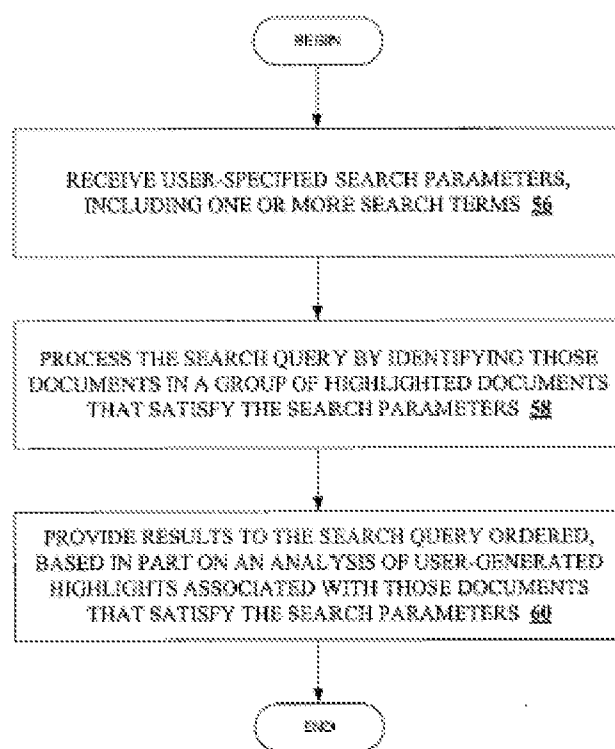 BEGIN
RECEIVE USER-SPECIFIED SEARCH PARAMETERS,
INCLUDING ONE OR MORE SEARCH TERMS 56
PROCESS THE SEARCH QUERY BY IDENTIFYING THOSE
DOCUMENTS IN A GROUP OF HIGHLIGHTED DOCUMENTS
THAT SATISFY THE SEARCH PARAMETERS 58
PROVIDE RESULTS TO THE SEARCH QUERY ORDERED,
BASED IN PART ON AN ANALYSIS OF USER-GENERATED
HIGHLIGHTS ASSOCIATED WITH THOSE DOCUMENTS
THAT SATISFY THE SEARCH PARAMETERS 60
END